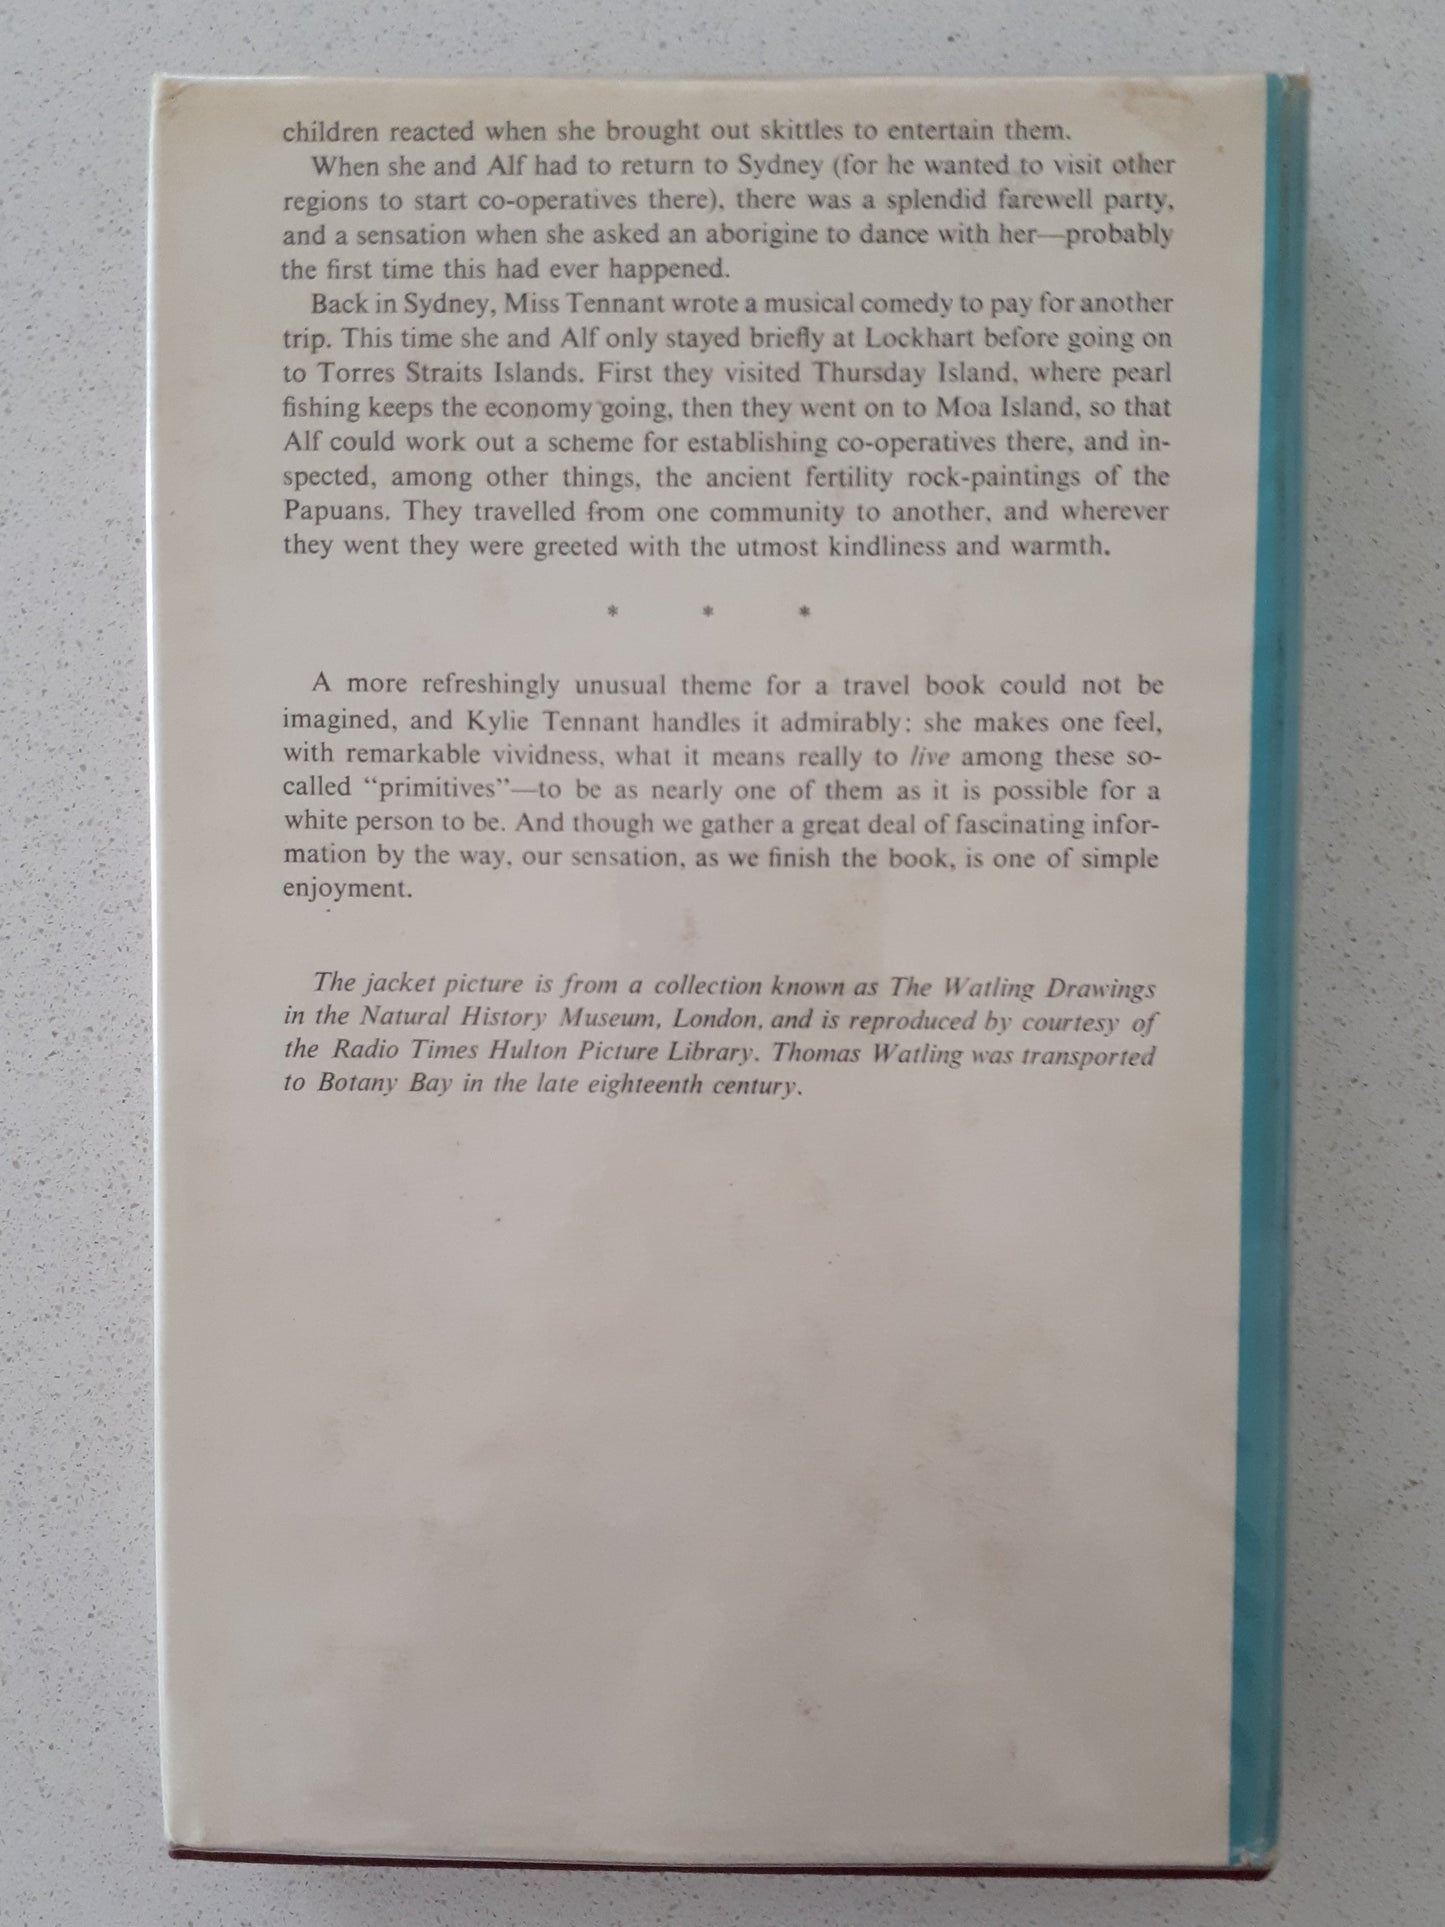 children reacted when she brought out skittles to entertain them.
When she and Alf had to return to Sydney (for he wanted to visit other
regions to start co-operatives there), there was a splendid farewell party,
and a sensation when she asked an aborigine to dance with her—probably
the first time this had ever happened.
Back in Sydney, Miss Tennant wrote a musical comedy to pay for another
trip. This time she and Alf only stayed briefly at Lockhart before going on
to Torres Straits Islands. First they visited Thursday Island, where pearl
fishing keeps the economy going, then they went on to Moa Island, so that
Alf could work out a scheme for establishing co-operatives there, and in-
spected, among other things, the ancient fertility rock-paintings of the
Papuans. They travelled from one community to another, and wherever
they went they were greeted with the utmost kindliness and warmth.
* * *
A more refreshingly unusual theme for a travel book could not be
imagined, and Kylie Tennant handles it admirably: she makes one feel,
with remarkable vividness, what it means really to live among these so-
called “primitives”—to be as nearly one of them as it is possible for a
white person to be. And though we gather a great deal of fascinating infor-
mation by the way, our sensation, as we finish the book, is one of simple
enjoyment.
The jacket picture is from a collection known as The Watling Drawings
in the Natural History Museum, London, and is reproduced by courtesy of
the Radio Times Hulton Picture Library. Thomas Watling was transported
to Botany Bay in the late eighteenth century.